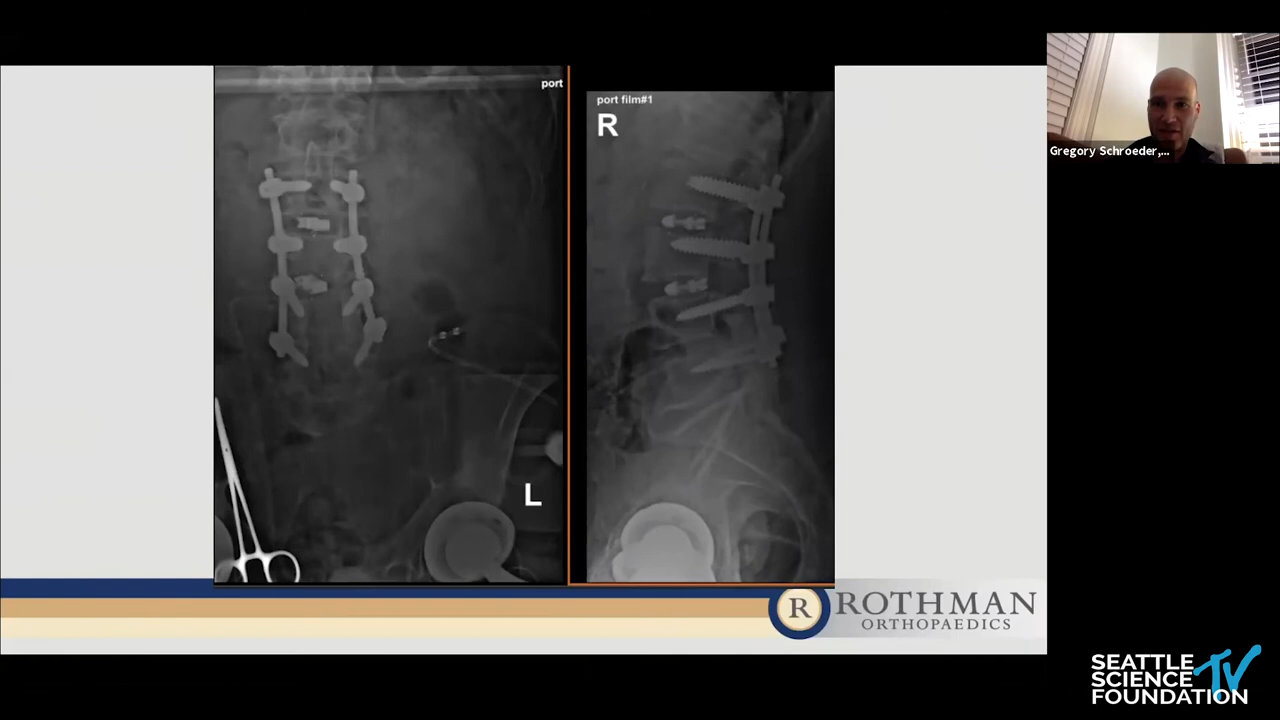 port
port film#1
R
L
Gregory Schroeder,...
R ROTHMAN
ORTHOPAEDICS
SEATTLE
SCIENCE TV
FOUNDATION